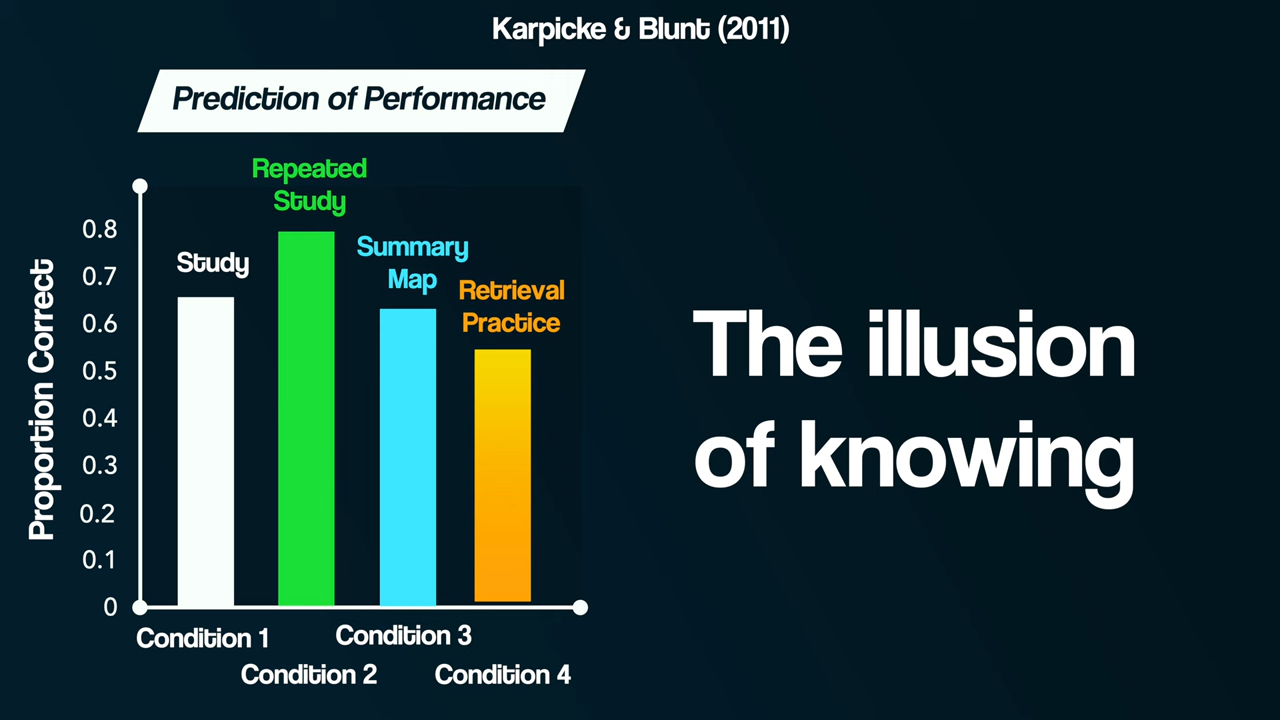 Karpicke & Blunt (2011)
Prediction of Performance
Repeated
Study
Study
Summary
Map
Retrieval
Practice
Proportion Correct
0.8
0.7
0.6
0.5
0.4
0.3
0.2
0.1
0
Condition 1
Condition 2
Condition 3
Condition 4
The illusion
of knowing